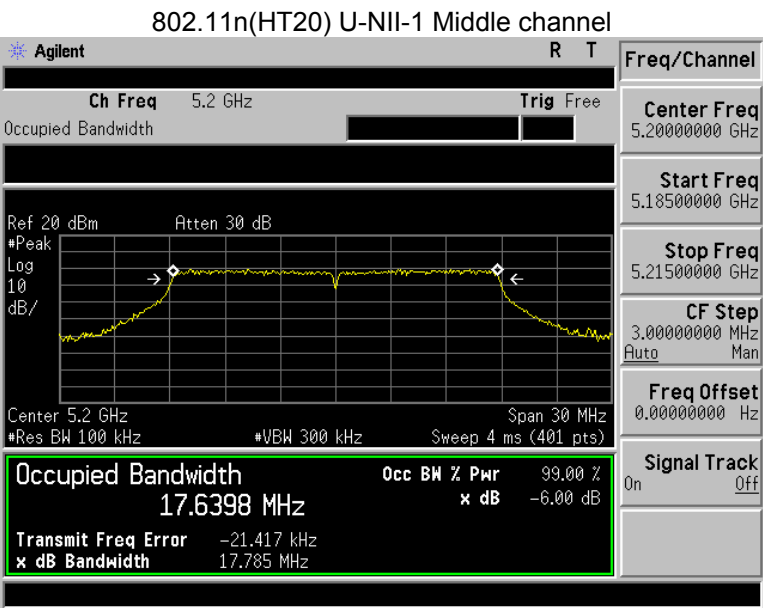 802.11n(HT20) U-NII-1 Middle channel
Agilent R T
Freq/Channel
Ch Freq 5.2 GHz Trig Free
Occupied Bandwidth
Center Freq
5.20000000 GHz
Start Freq
5.18500000 GHz
Ref 20 dBm Atten 30 dB
#Peak
Log
10
dB/
Stop Freq
5.21500000 GHz
CF Step
3.00000000 MHz
Auto Man
Freq Offset
0.00000000 Hz
Center 5.2 GHz Span 30 MHz
#Res BW 100 kHz #VBW 300 kHz Sweep 4 ms (401 pts)
Signal Track
On Off
Occupied Bandwidth Occ BW % Pwr 99.00 %
17.6398 MHz x dB -6.00 dB
Transmit Freq Error -21.417 kHz
x dB Bandwidth 17.785 MHz